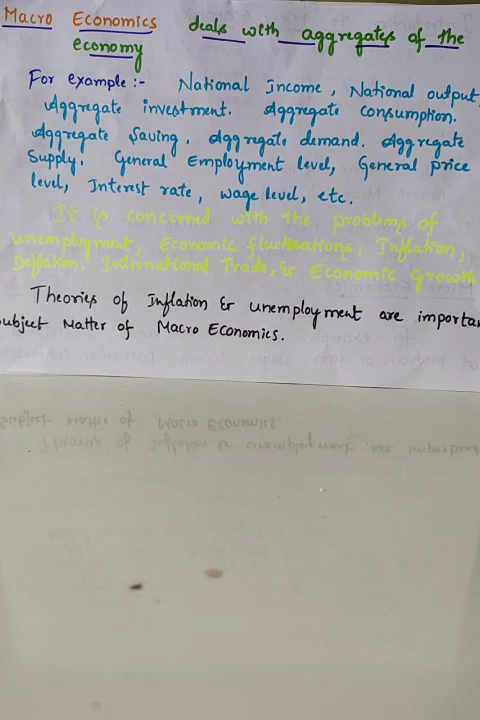 Macro Economics deals with aggregates of the
economy
For example :- National Income, National output,
Aggregate investment. Aggregate Consumption.
Aggregate Saving, Aggregate demand. Aggregate
Supply. General Employment level, General price
level, Interest rate, wage level, etc.
It is concerned with the problems of
unemployment, Economic fluctuations, Inflation,
Deflation. International Trade, & Economic Growth
Theories of Inflation & unemployment are importan
subject Matter of Macro Economics.